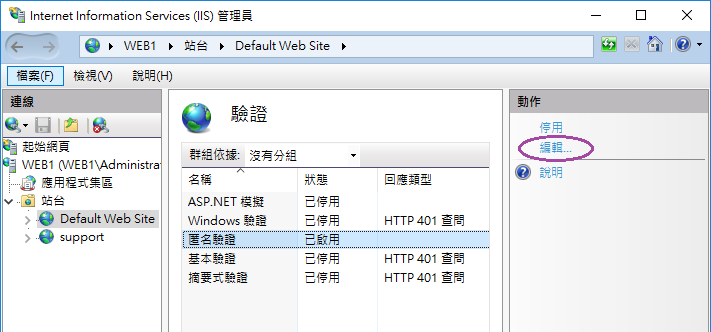 Internet Information Services (IIS) 管理員
WEB1 › 站台 › Default Web Site ›
檔案(F) 檢視(V) 說明(H)
連線
起始網頁
WEB1 (WEB1\Administra
應用程式集區
站台
Default Web Site
support
驗證
群組依據: 沒有分組
名稱 狀態 回應類型
ASP.NET 模擬 已停用
Windows 驗證 已停用 HTTP 401 查問
匿名驗證 已啟用
基本驗證 已停用 HTTP 401 查問
摘要式驗證 已停用 HTTP 401 查問
動作
停用
編輯...
說明